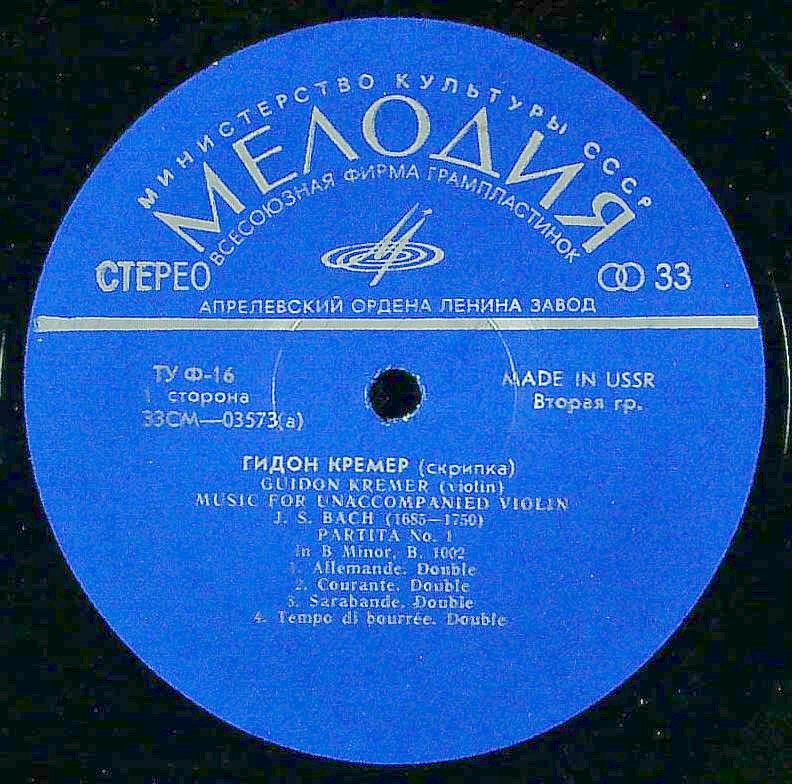 МИНИСТЕРСТВО КУЛЬТУРЫ СССР
МЕЛОДИЯ
ВСЕСОЮЗНАЯ ФИРМА ГРАМПЛАСТИНОК
СТЕРЕО
33
АПРЕЛЕВСКИЙ ОРДЕНА ЛЕНИНА ЗАВОД
ТУ Ф-16
1 сторона
33СМ—03573(а)
MADE IN USSR
Вторая гр.
ГИДОН КРЕМЕР (скрипка)
GUIDON KREMER (violin)
MUSIC FOR UNACCOMPANIED VIOLIN
J. S. BACH (1685—1750)
PARTITA No. 1
in B Minor, B. 1002
1. Allemande. Double
2. Courante. Double
3. Sarabande. Double
4. Tempo di bourrée. Double